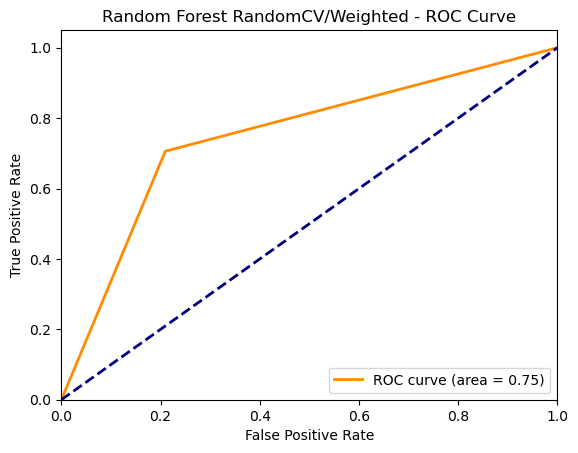 Random Forest RandomCV/Weighted - ROC Curve
True Positive Rate
1.0
0.8
0.6
0.4
0.2
0.0
0.0 0.2 0.4 0.6 0.8 1.0
False Positive Rate
ROC curve (area = 0.75)